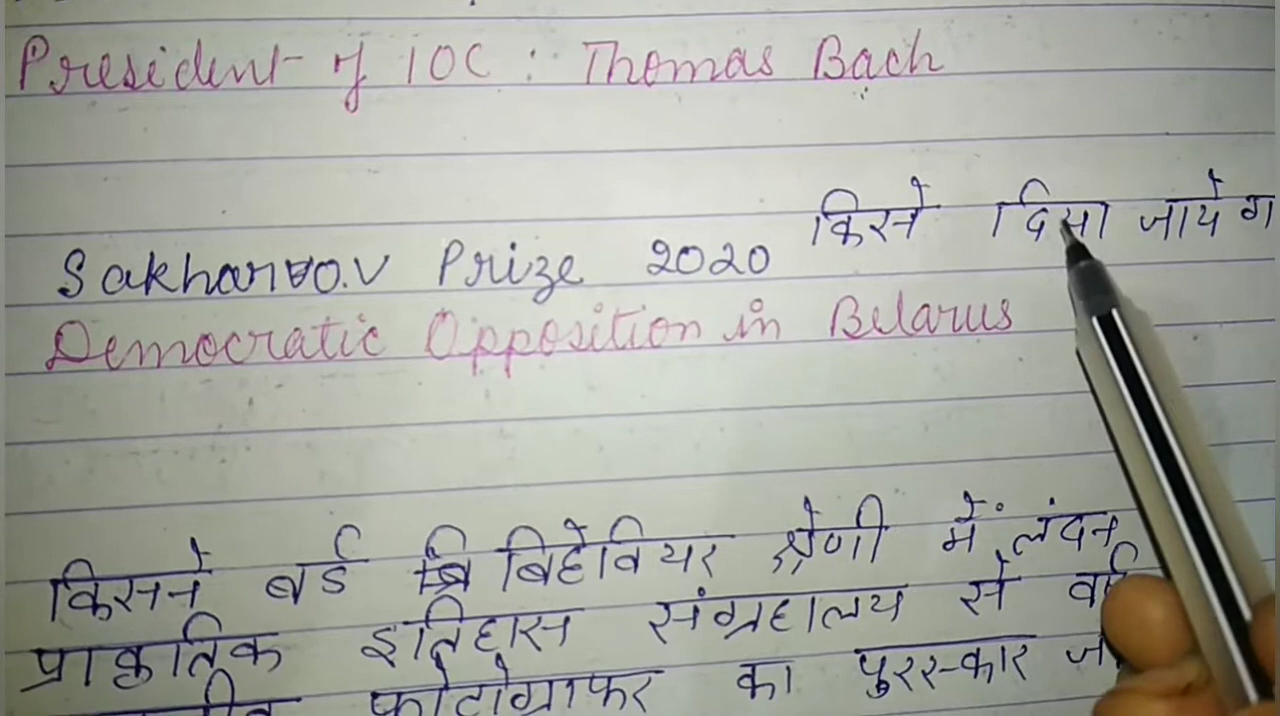 President of IOC : Thomas Bach
Sakharov Prize 2020 किसने दिया जायेगा
Democratic Opposition in Belarus
किसने बर्ड बिहेवियर श्रेणी में लंदन
प्राकृतिक इतिहास संग्रहालय से
फोटोग्राफर का पुरस्कार